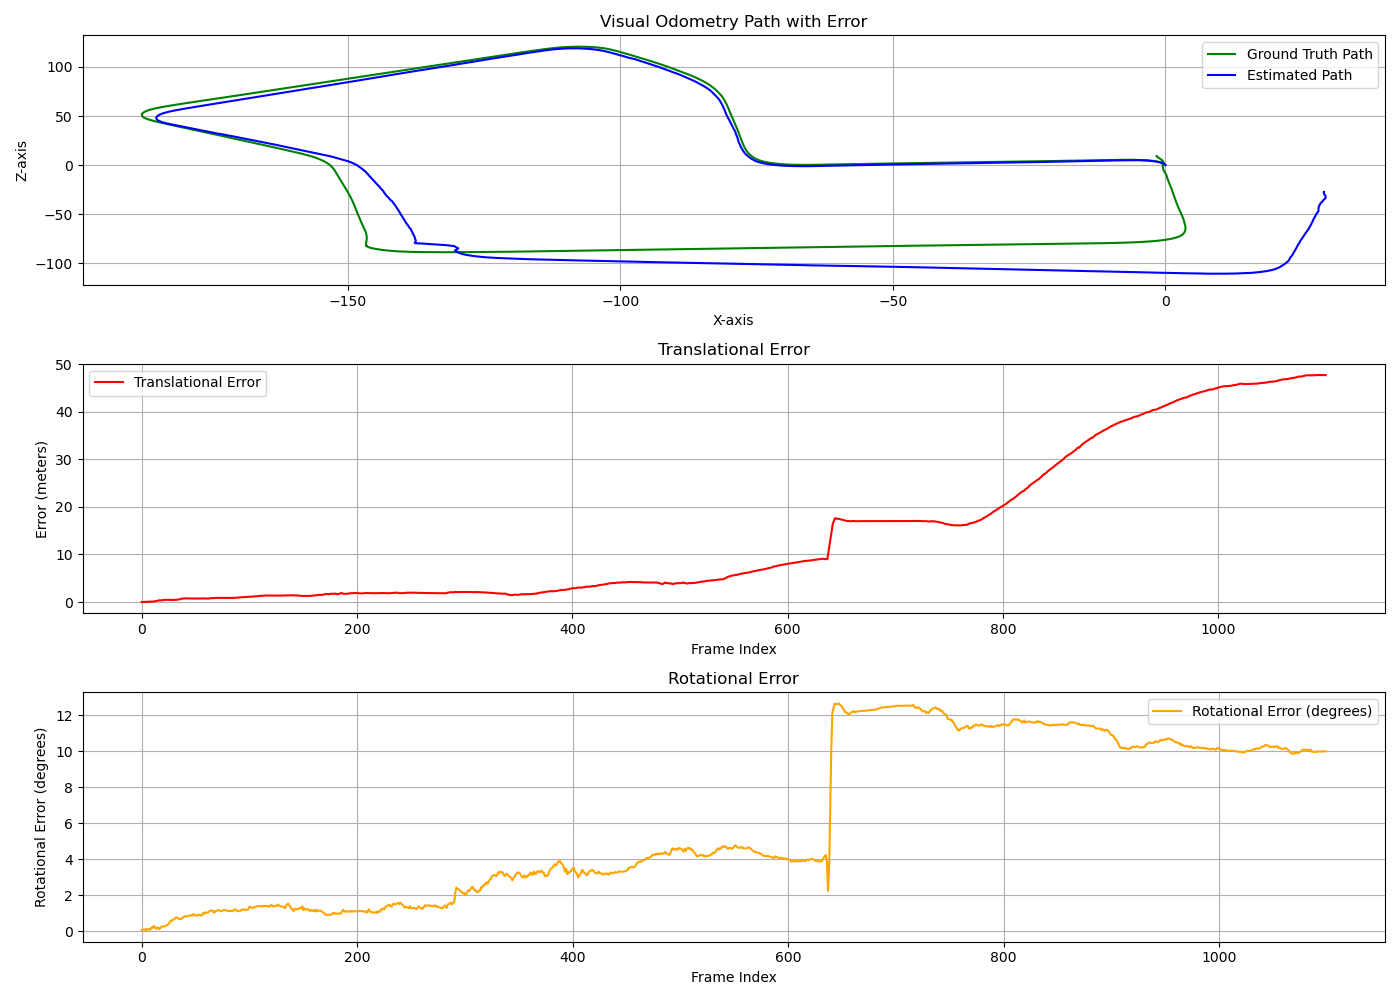 Visual Odometry Path with Error
Ground Truth Path
Estimated Path
Z-axis
100
50
0
−50
−100
−150
−100
−50
0
X-axis
Translational Error
Translational Error
Error (meters)
50
40
30
20
10
0
0
200
400
600
800
1000
Frame Index
Rotational Error
Rotational Error (degrees)
Rotational Error (degrees)
12
10
8
6
4
2
0
0
200
400
600
800
1000
Frame Index